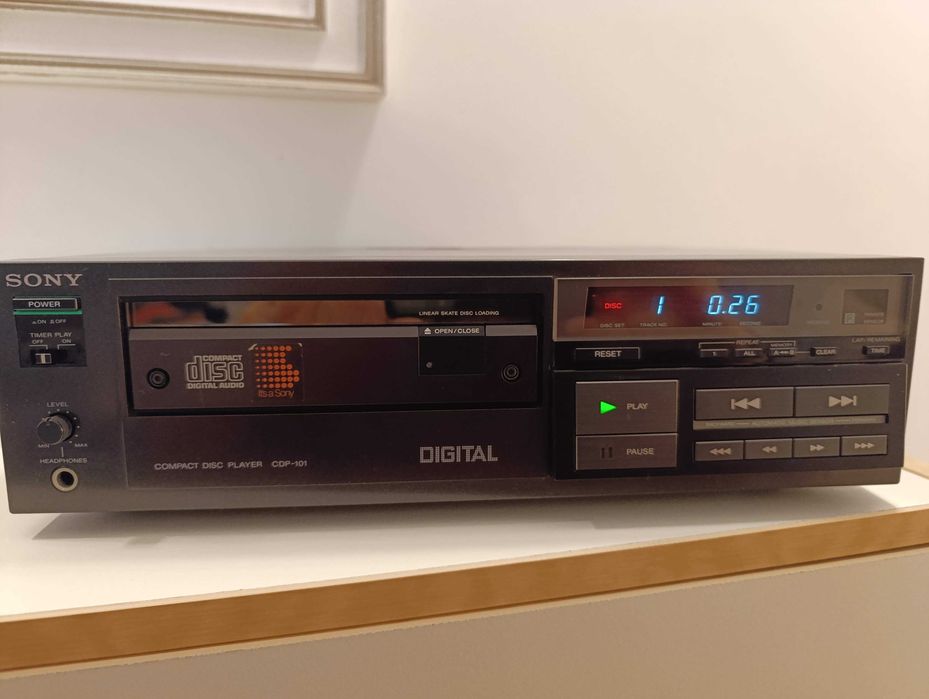 SONY
POWER
ON OFF
TIMER PLAY
OFF ON
LEVEL
MIN MAX
HEADPHONES
LINEAR SKATE DISC LOADING
OPEN/CLOSE
COMPACT
disc
DIGITAL AUDIO
It's a Sony
COMPACT DISC PLAYER CDP-101
DIGITAL
DISC 1 0.26
DISC SET TRACK NO. MINUTE SECOND
REPEAT MEMORY LAP/REMAINING
RESET 1 ALL A B CLEAR TIME
PLAY
PAUSE